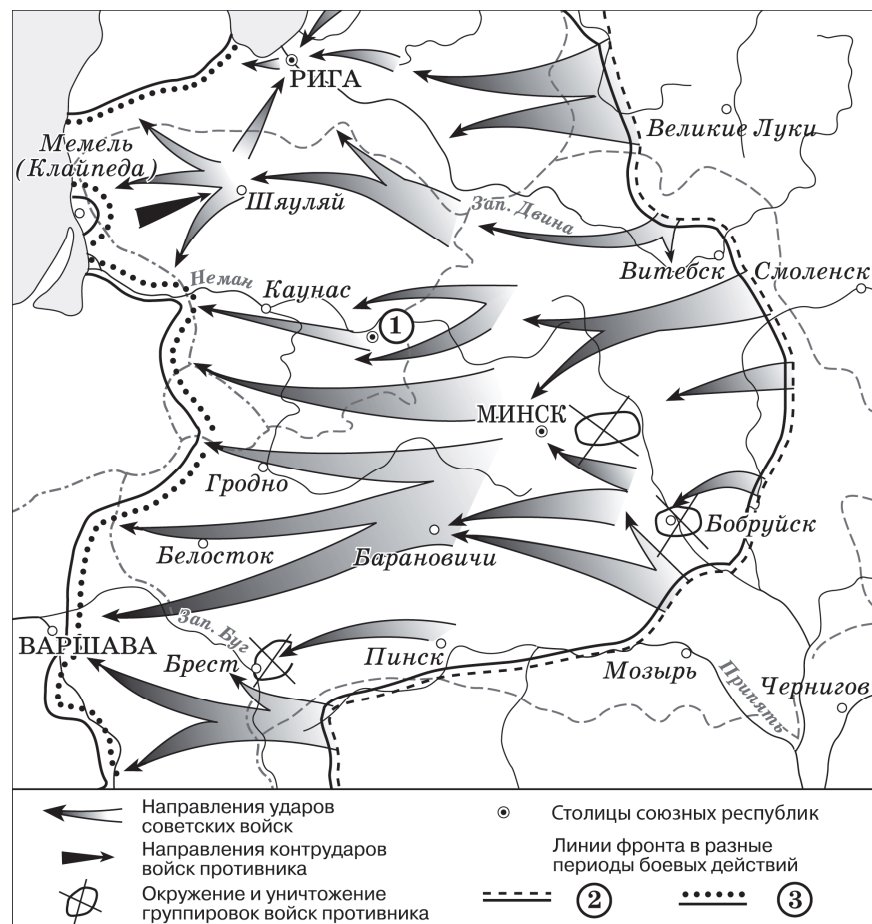 РИГА
Великие Луки
Мемель
(Клайпеда)
Шяуляй
Зап. Двина
Витебск
Смоленск
Неман
Каунас
1
МИНСК
Гродно
Бобруйск
Белосток
Барановичи
Зап. Буг
ВАРШАВА
Брест
Пинск
Мозырь
Припять
Чернигов
Направления ударов
советских войск
Направления контрударов
войск противника
Окружение и уничтожение
группировок войск противника
Столицы союзных республик
Линии фронта в разные
периоды боевых действий
2
3